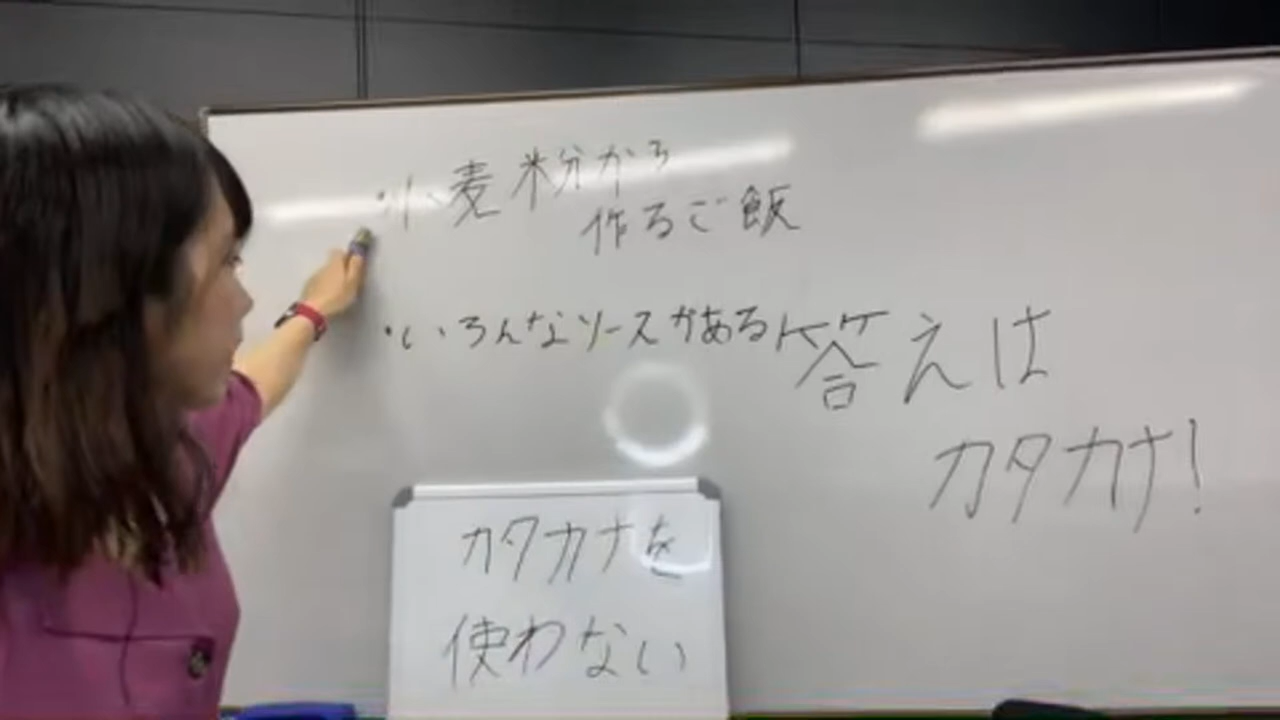 ・小麦粉から
作るご飯
・いろんなソースがある
答えは
カタカナ!
カタカナを
使わない